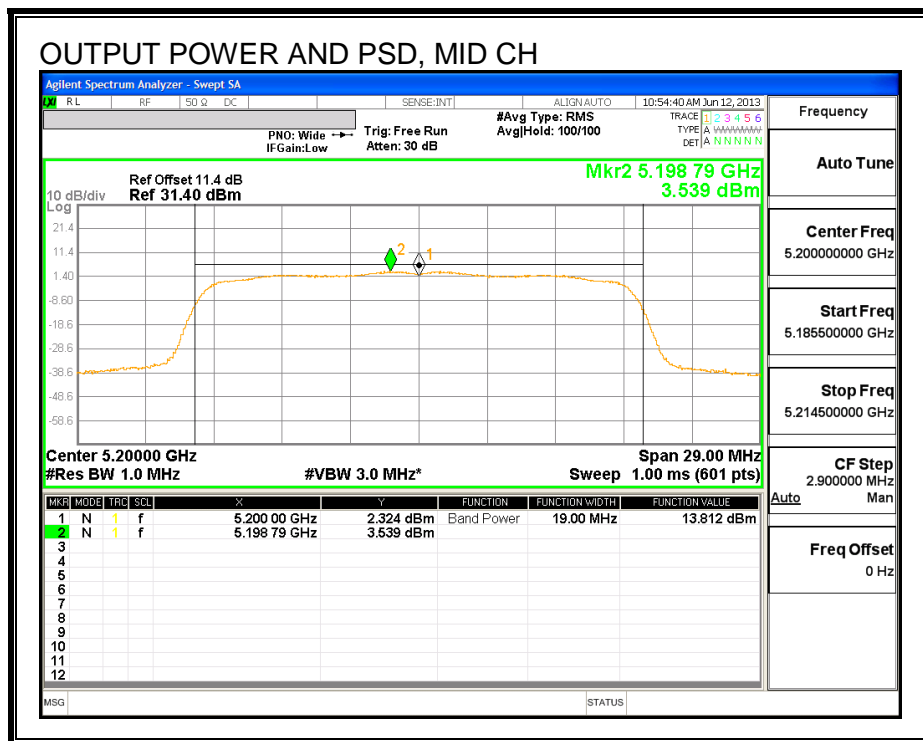 OUTPUT POWER AND PSD, MID CH
Agilent Spectrum Analyzer - Swept SA
LXI RL RF 50 Ω DC SENSE:INT ALIGN AUTO 10:54:40 AM Jun 12, 2013
PNO: Wide
IFGain:Low
Trig: Free Run
Atten: 30 dB
#Avg Type: RMS
Avg|Hold: 100/100
TRACE 1 2 3 4 5 6
TYPE A WWWWW
DET A N N N N N
Mkr2 5.198 79 GHz
3.539 dBm
Ref Offset 11.4 dB
10 dB/div Ref 31.40 dBm
Log
21.4
11.4
1.40
-8.60
-18.6
-28.6
-38.6
-48.6
-58.6
2
1
Center 5.20000 GHz Span 29.00 MHz
#Res BW 1.0 MHz #VBW 3.0 MHz* Sweep 1.00 ms (601 pts)
MKR MODE TRC SCL X Y FUNCTION FUNCTION WIDTH FUNCTION VALUE
1 N 1 f 5.200 00 GHz 2.324 dBm Band Power 19.00 MHz 13.812 dBm
2 N 1 f 5.198 79 GHz 3.539 dBm
3
4
5
6
7
8
9
10
11
12
MSG STATUS
Frequency
Auto Tune
Center Freq
5.200000000 GHz
Start Freq
5.185500000 GHz
Stop Freq
5.214500000 GHz
CF Step
2.900000 MHz
Auto Man
Freq Offset
0 Hz